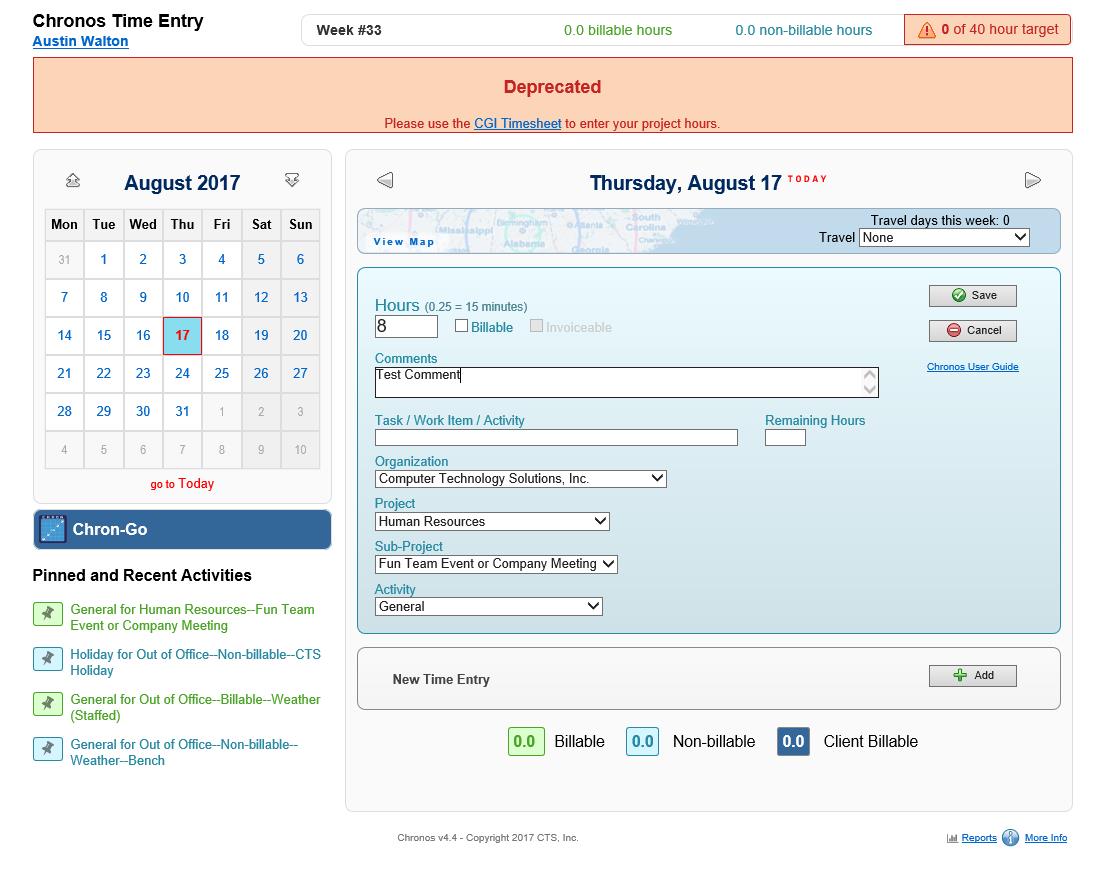 Chronos Time Entry
Austin Walton
Week #33
0.0 billable hours
0.0 non-billable hours
0 of 40 hour target
Deprecated
Please use the CGI Timesheet to enter your project hours.
August 2017
Mon Tue Wed Thu Fri Sat Sun
31 1 2 3 4 5 6
7 8 9 10 11 12 13
14 15 16 17 18 19 20
21 22 23 24 25 26 27
28 29 30 31 1 2 3
4 5 6 7 8 9 10
go to Today
Chron-Go
Pinned and Recent Activities
General for Human Resources--Fun Team
Event or Company Meeting
Holiday for Out of Office--Non-billable--CTS
Holiday
General for Out of Office--Billable--Weather
(Staffed)
General for Out of Office--Non-billable--
Weather--Bench
Thursday, August 17 TODAY
Mississippi
Birmingham
Alabama
Atlanta
Georgia
South
Carolina
View Map
Travel days this week: 0
Travel None
Hours (0.25 = 15 minutes)
8
Billable
Invoiceable
Save
Cancel
Chronos User Guide
Comments
Test Comment
Task / Work Item / Activity
Remaining Hours
Organization
Computer Technology Solutions, Inc.
Project
Human Resources
Sub-Project
Fun Team Event or Company Meeting
Activity
General
New Time Entry
Add
0.0 Billable
0.0 Non-billable
0.0 Client Billable
Chronos v4.4 - Copyright 2017 CTS, Inc.
Reports
More Info